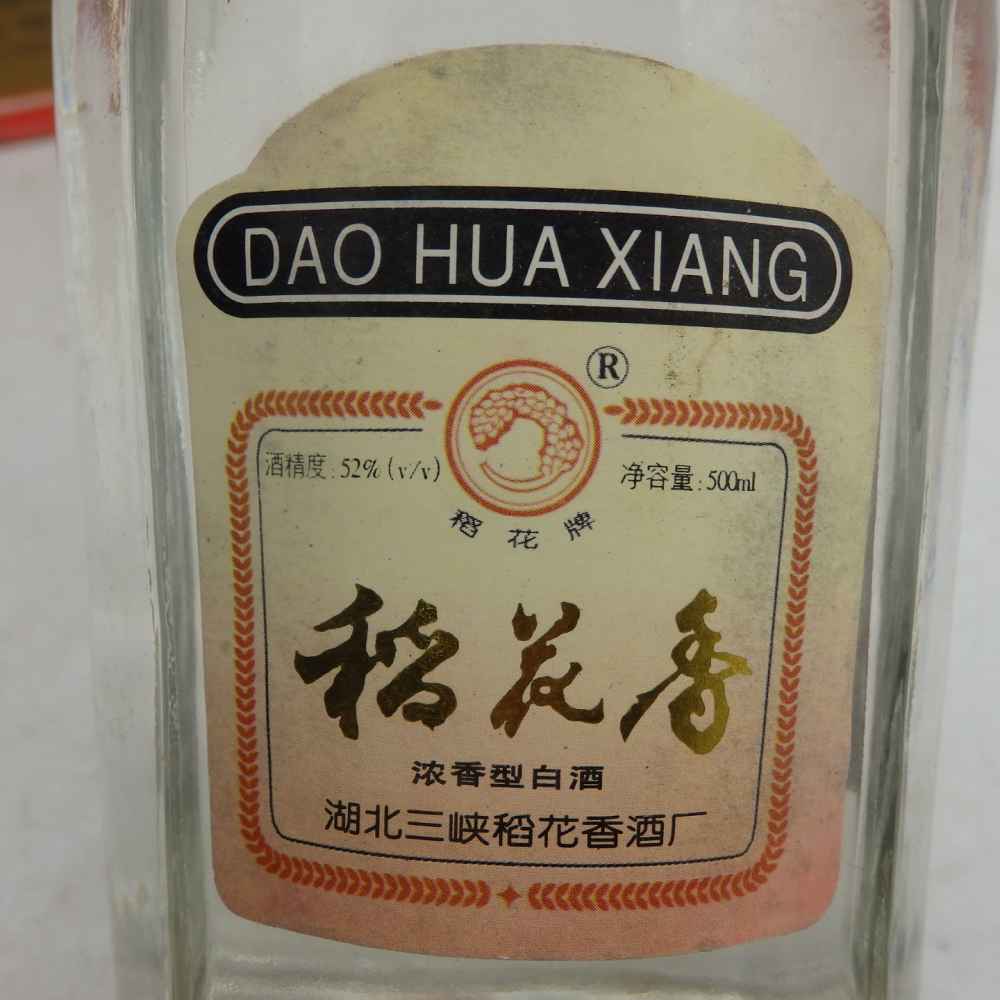 DAO HUA XIANG
®
酒精度:52%(v/v)
净容量:500ml
稻花牌
稻花香
浓香型白酒
湖北三峡稻花香酒厂